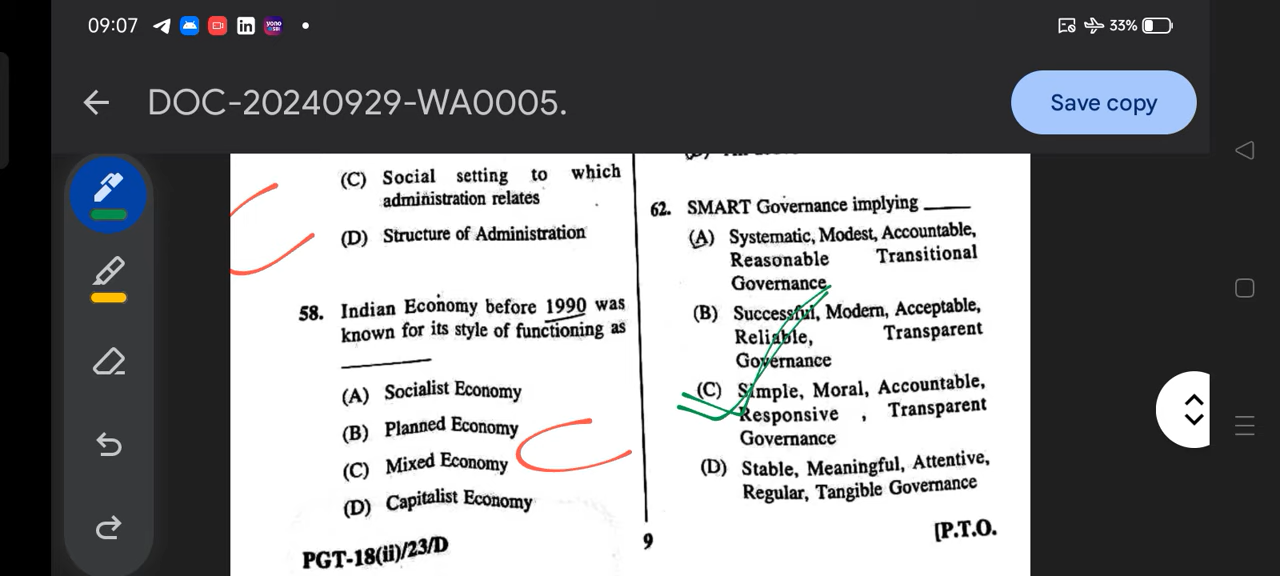 09:07
in
yono
SBI
33%
DOC-20240929-WA0005.
Save copy
(C) Social setting to which
administration relates
(D) Structure of Administration
58. Indian Economy before 1990 was
known for its style of functioning as
(A) Socialist Economy
(B) Planned Economy
(C) Mixed Economy
(D) Capitalist Economy
PGT-18(ii)/23/D
62. SMART Governance implying
(A) Systematic, Modest, Accountable,
Reasonable Transitional
Governance
(B) Successful, Modern, Acceptable,
Reliable, Transparent
Governance
(C) Simple, Moral, Accountable,
Responsive , Transparent
Governance
(D) Stable, Meaningful, Attentive,
Regular, Tangible Governance
9
[P.T.O.